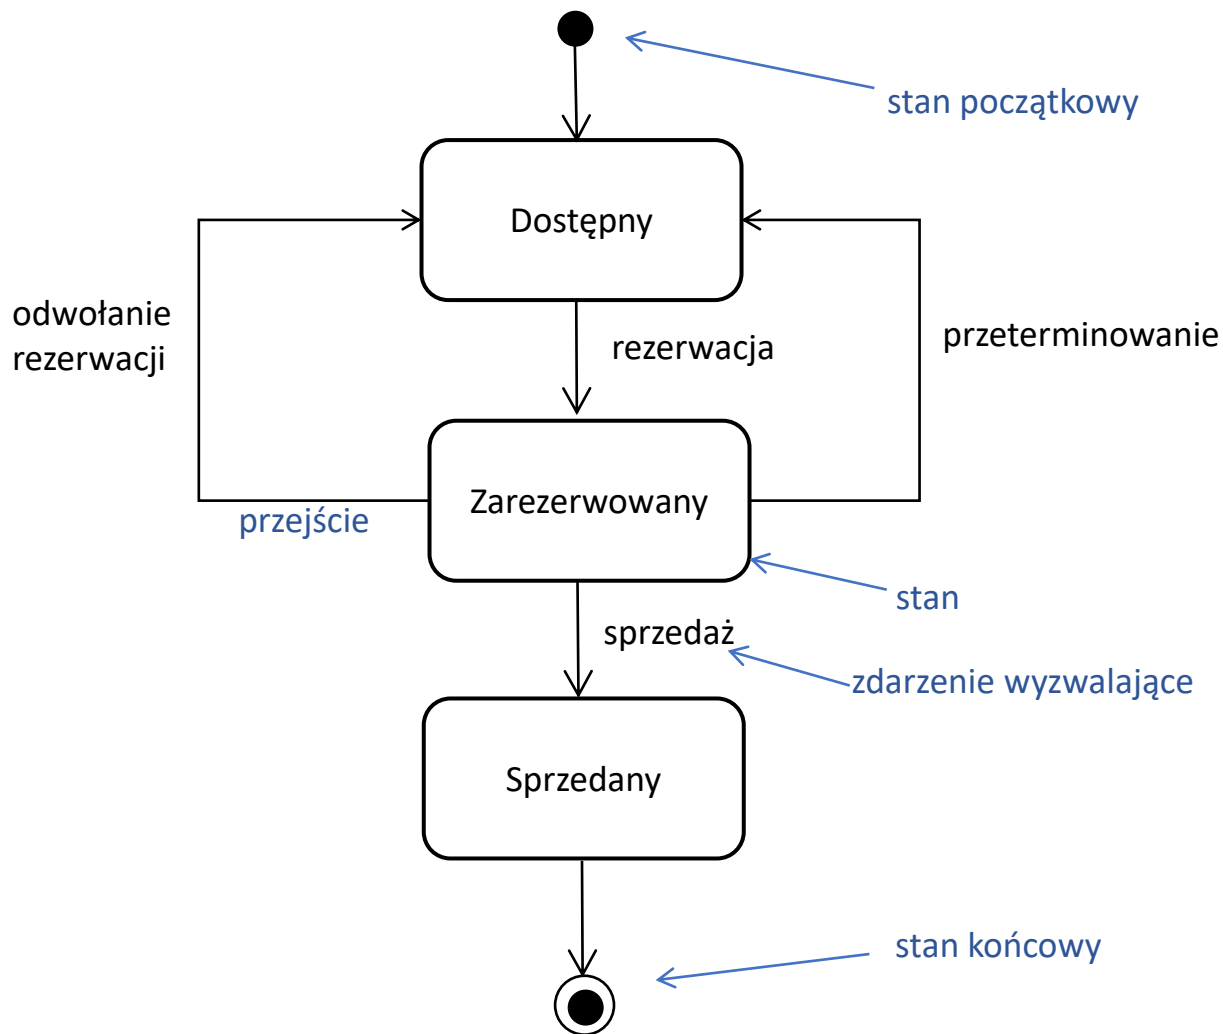 stan początkowy
Dostępny
odwołanie
rezerwacji
rezerwacja
przeterminowanie
Zarezerwowany
przejście
stan
sprzedaż
zdarzenie wyzwalające
Sprzedany
stan końcowy